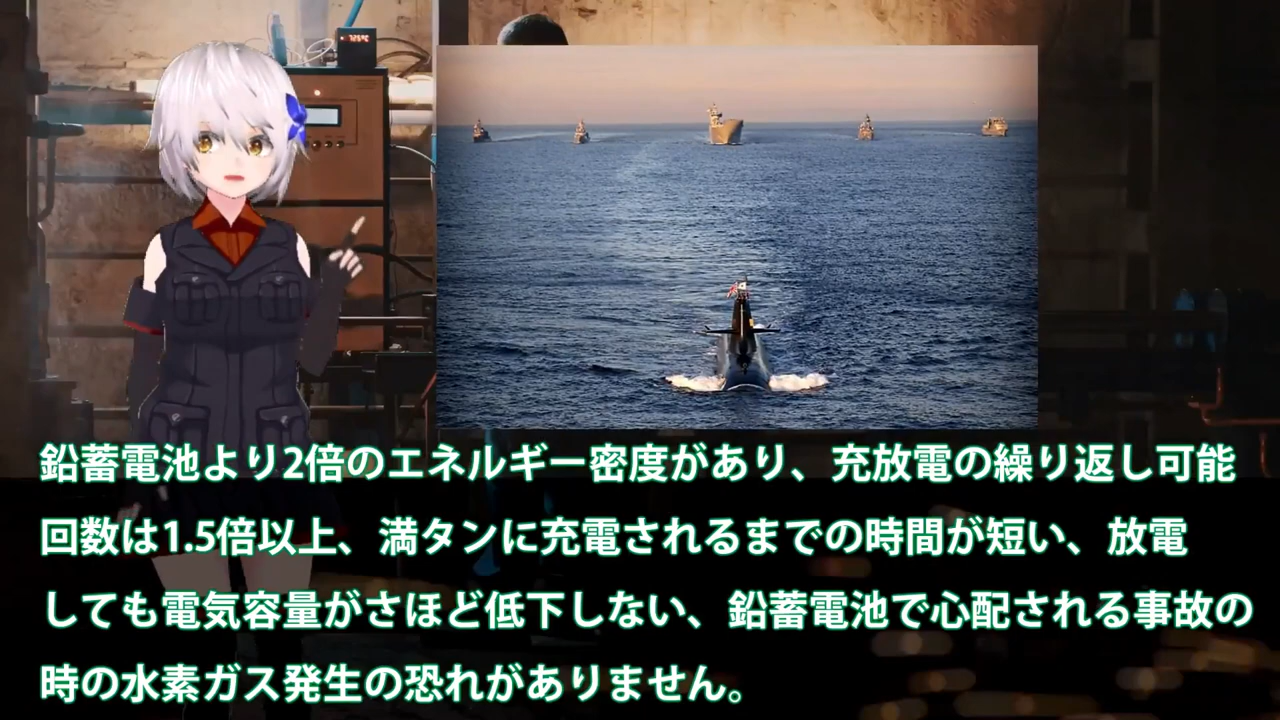 鉛蓄電池より2倍のエネルギー密度があり、充放電の繰り返し可能
回数は1.5倍以上、満タンに充電されるまでの時間が短い、放電
しても電気容量がさほど低下しない、鉛蓄電池で心配される事故の
時の水素ガス発生の恐れがありません。